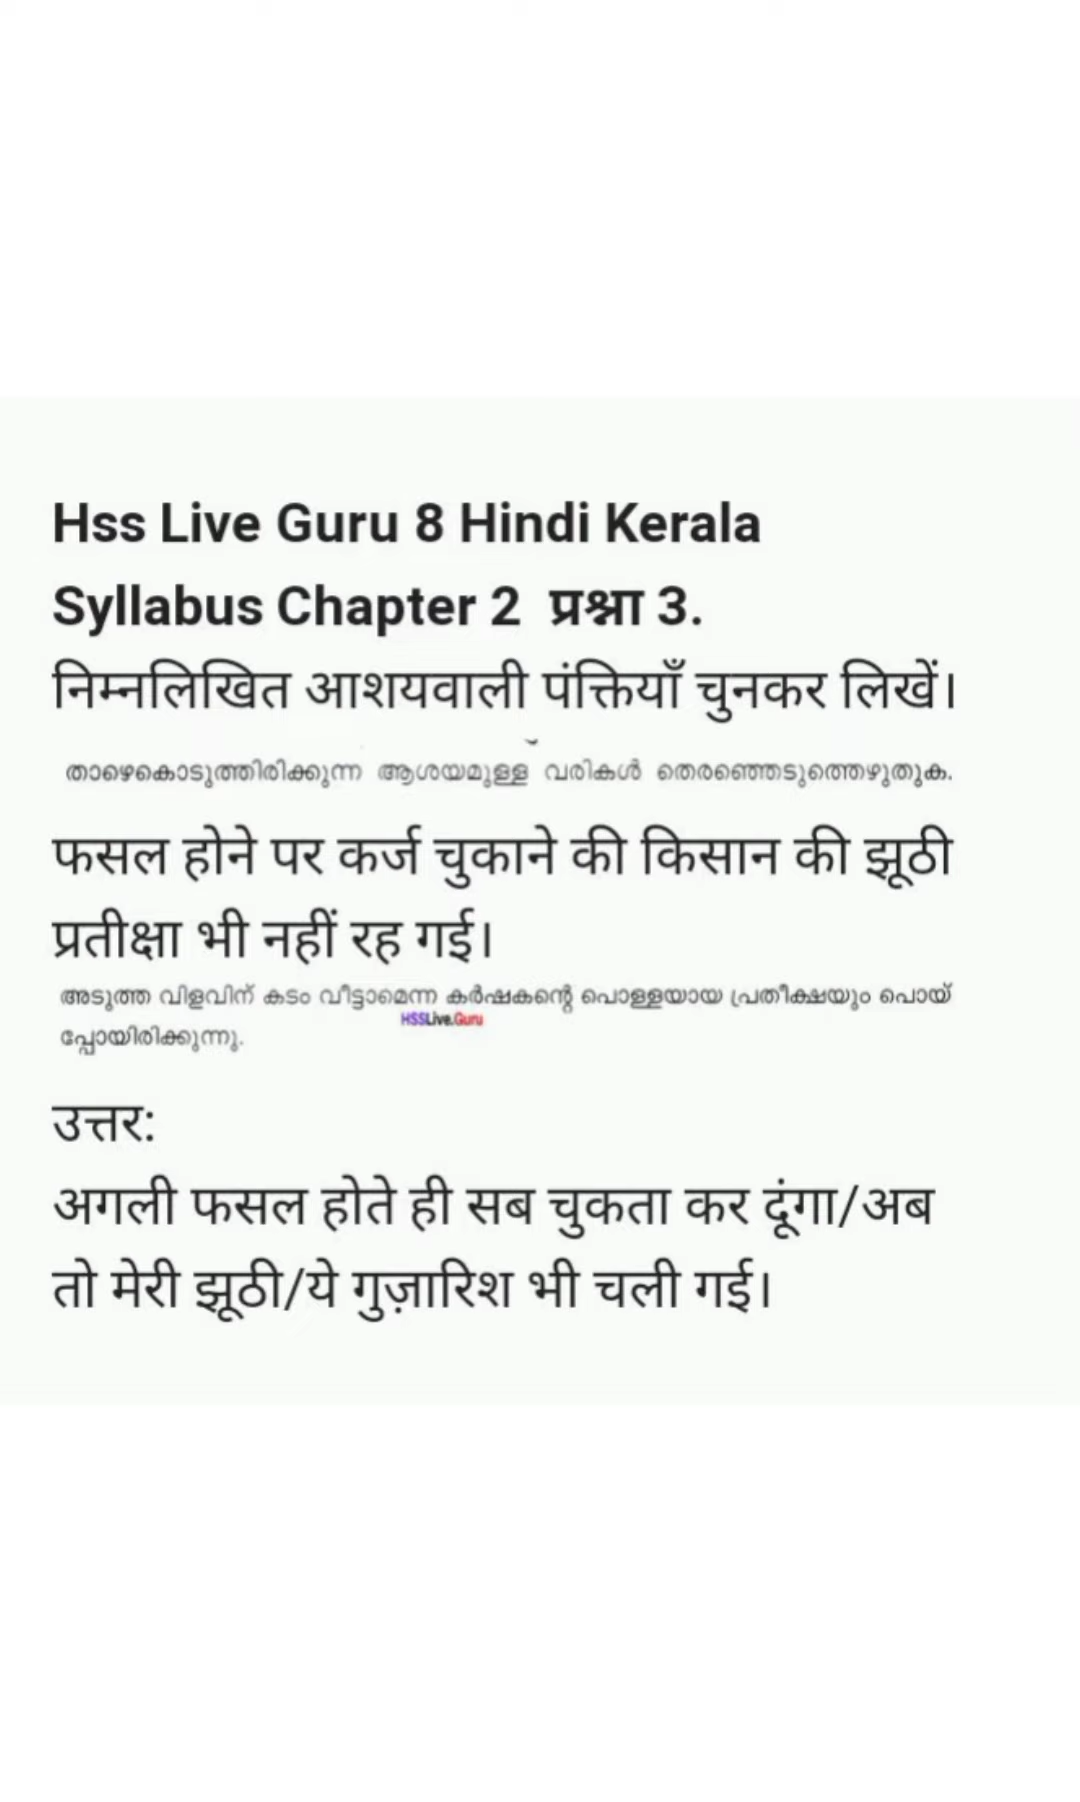 Hss Live Guru 8 Hindi Kerala
Syllabus Chapter 2 प्रश्ना 3.
निम्नलिखित आशयवाली पंक्तियाँ चुनकर लिखें।
താഴെകൊടുത്തിരിക്കുന്ന ആശയമുള്ള വരികൾ തെരഞ്ഞെടുത്തെഴുതുക.
फसल होने पर कर्ज चुकाने की किसान की झूठी
प्रतीक्षा भी नहीं रह गई।
അടുത്ത വിളവിന് കടം വീട്ടാമെന്ന കർഷകന്റെ പൊള്ളയായ പ്രതീക്ഷയും പൊയ്
HSSLive.Guru
പ്പോയിരിക്കുന്നു.
उत्तर:
अगली फसल होते ही सब चुकता कर दूंगा/अब
तो मेरी झूठी/ये गुज़ारिश भी चली गई।